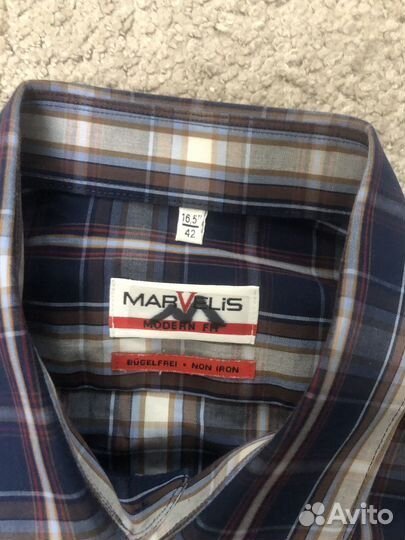 16.5"
42
MARVELiS
MODERN FIT
BÜGELFREI • NON IRON
Avito